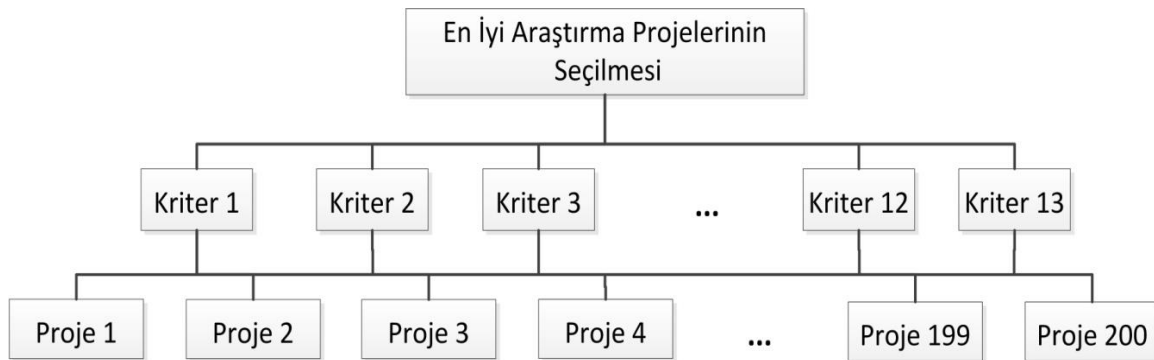 En İyi Araştırma Projelerinin
Seçilmesi
Kriter 1
Kriter 2
Kriter 3
...
Kriter 12
Kriter 13
Proje 1
Proje 2
Proje 3
Proje 4
...
Proje 199
Proje 200